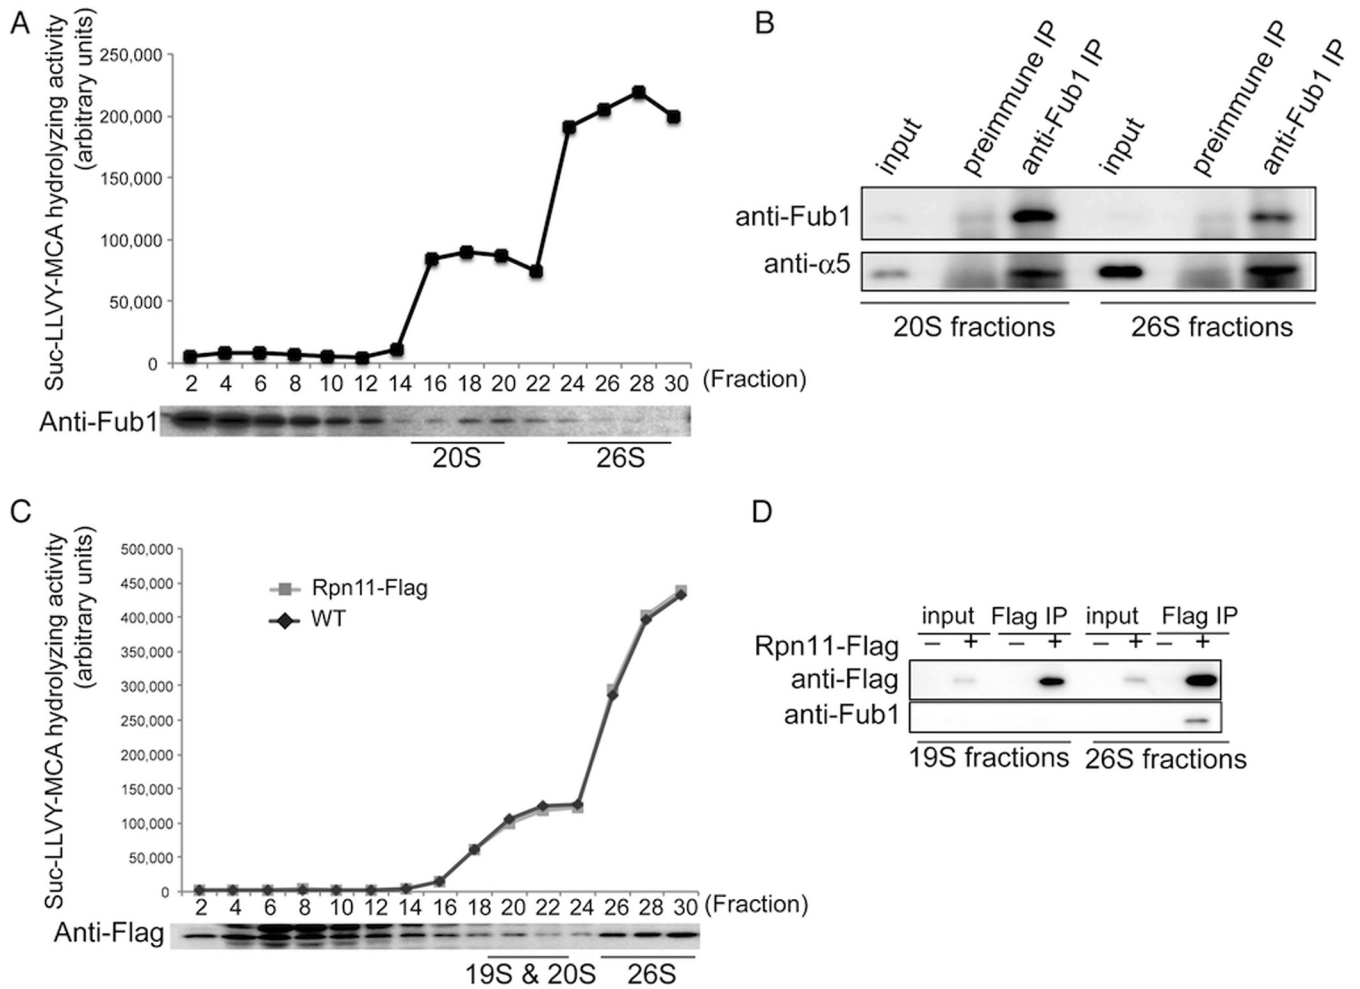 A
Suc-LLVY-MCA hydrolyzing activity
(arbitrary units)
250,000
200,000
150,000
100,000
50,000
0
2 4 6 8 10 12 14 16 18 20 22 24 26 28 30 (Fraction)
Anti-Fub1
20S 26S
B
input preimmune IP anti-Fub1 IP input preimmune IP anti-Fub1 IP
anti-Fub1
anti-α5
20S fractions 26S fractions
C
Suc-LLVY-MCA hydrolyzing activity
(arbitrary units)
500,000
450,000
400,000
350,000
300,000
250,000
200,000
150,000
100,000
50,000
0
Rpn11-Flag
WT
2 4 6 8 10 12 14 16 18 20 22 24 26 28 30 (Fraction)
Anti-Flag
19S & 20S 26S
D
input Flag IP input Flag IP
Rpn11-Flag − + − + − + − +
anti-Flag
anti-Fub1
19S fractions 26S fractions